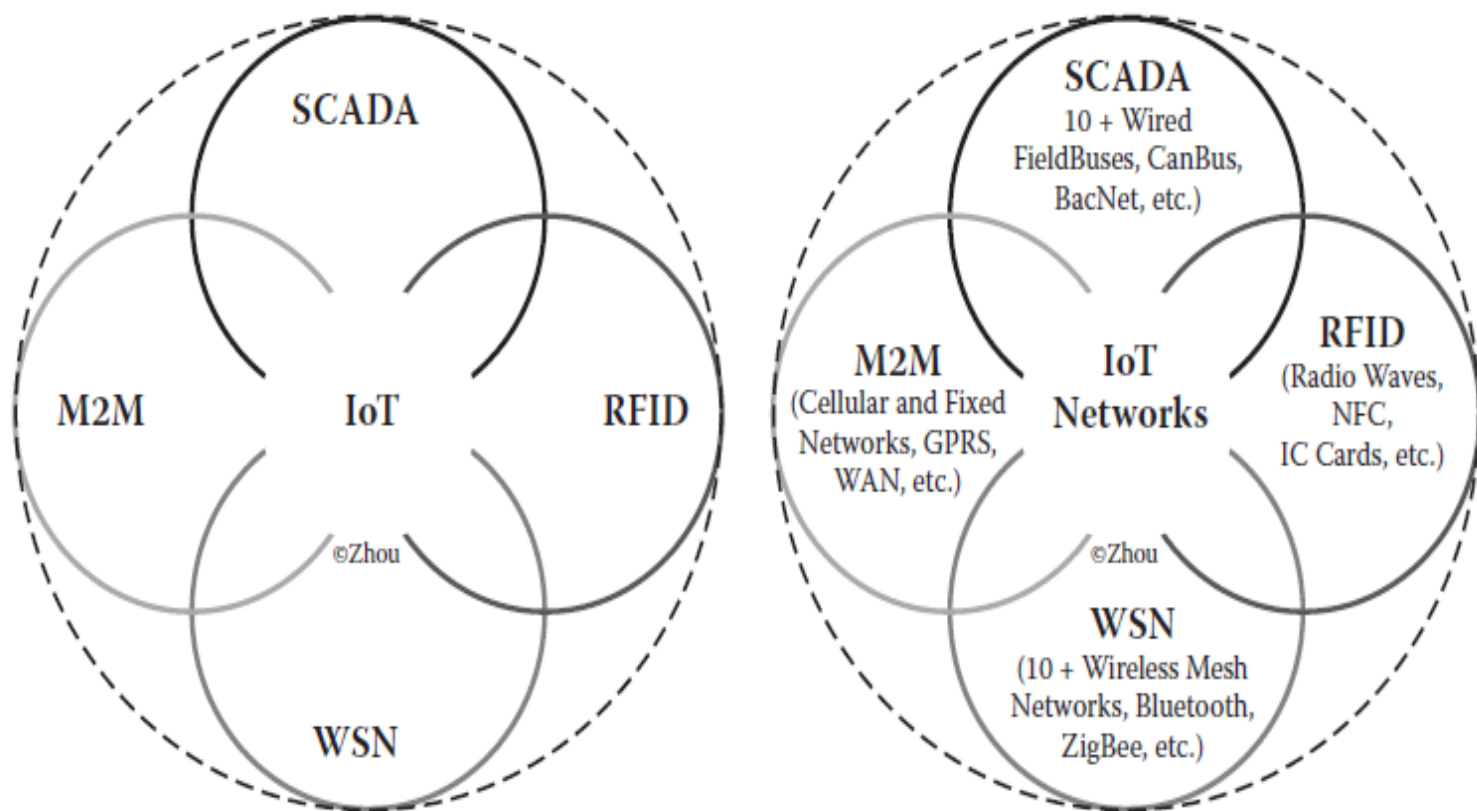 SCADA
M2M
IoT
RFID
©Zhou
WSN
SCADA
10 + Wired
FieldBuses, CanBus,
BacNet, etc.)
M2M
(Cellular and Fixed
Networks, GPRS,
WAN, etc.)
IoT
Networks
RFID
(Radio Waves,
NFC,
IC Cards, etc.)
©Zhou
WSN
(10 + Wireless Mesh
Networks, Bluetooth,
ZigBee, etc.)